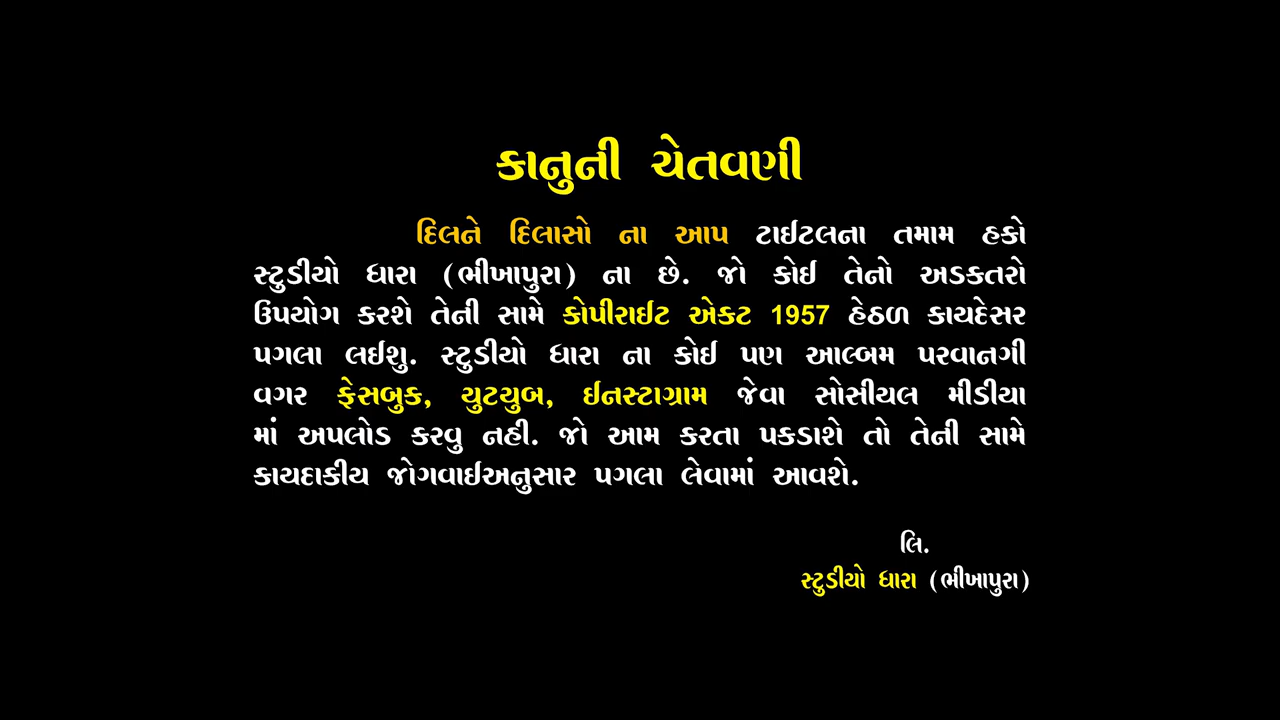 કાનુની ચેતવણી
દિલને દિલાસો ના આપ ટાઈટલના તમામ હકો
સ્ટુડીયો ધારા (ભીખાપુરા) ના છે. જો કોઈ તેનો અડકતરો
ઉપયોગ કરશે તેની સામે કોપીરાઈટ એકટ 1957 હેઠળ કાયદેસર
પગલા લઈશુ. સ્ટુડીયો ધારા ના કોઈ પણ આલ્બમ પરવાનગી
વગર ફેસબુક, યુટયુબ, ઈનસ્ટાગ્રામ જેવા સોસીયલ મીડીયા
માં અપલોડ કરવુ નહી. જો આમ કરતા પકડાશે તો તેની સામે
કાયદાકીય જોગવાઈઅનુસાર પગલા લેવામાં આવશે.
લિ.
સ્ટુડીયો ધારા (ભીખાપુરા)